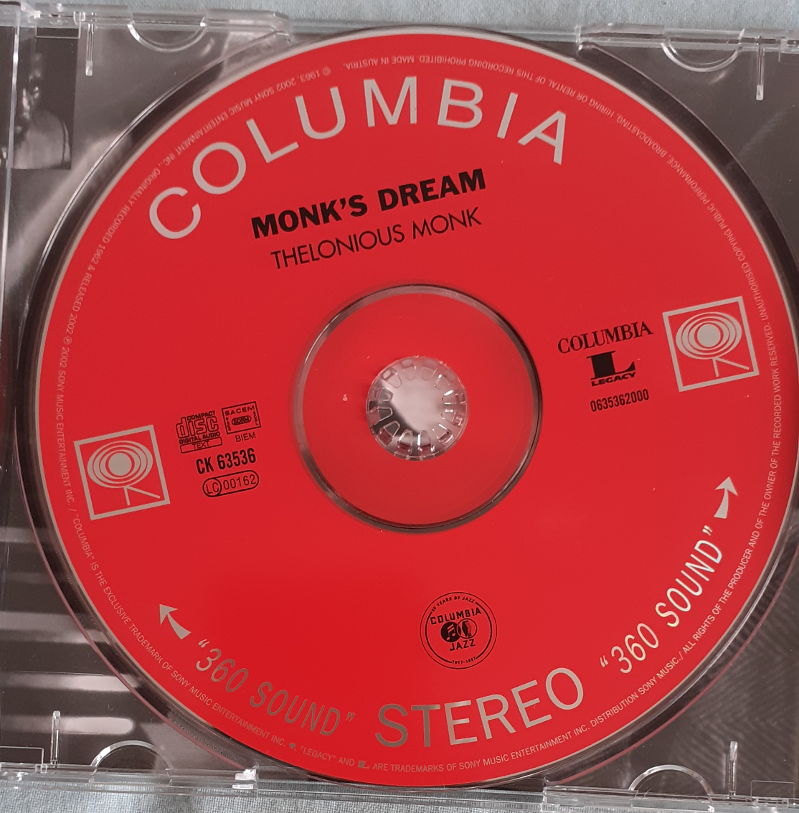 COLUMBIA
MONK'S DREAM
THELONIOUS MONK
COLUMBIA
L
LEGACY
0635362000
COMPACT
disc
DIGITAL AUDIO
TEXT
SACEM
BIEM
CK 63536
LC 00162
COLUMBIA
JAZZ
"360 SOUND" STEREO "360 SOUND"
ORIGINALLY RECORDED 1962 & RELEASED 2002 ℗ 2002 SONY MUSIC ENTERTAINMENT INC. / "COLUMBIA" IS THE EXCLUSIVE TRADEMARK OF SONY MUSIC ENTERTAINMENT INC. "LEGACY" AND L ARE TRADEMARKS OF SONY MUSIC ENTERTAINMENT INC. DISTRIBUTION SONY MUSIC./ ALL RIGHTS OF THE PRODUCER AND OF THE OWNER OF THE RECORDED WORK RESERVED. UNAUTHORISED COPYING PUBLIC PERFORMANCE BROADCASTING, HIRING OR RENTAL OF THIS RECORDING PROHIBITED. MADE IN AUSTRIA. © 1963, 2002 SONY MUSIC ENTERTAINMENT INC.,